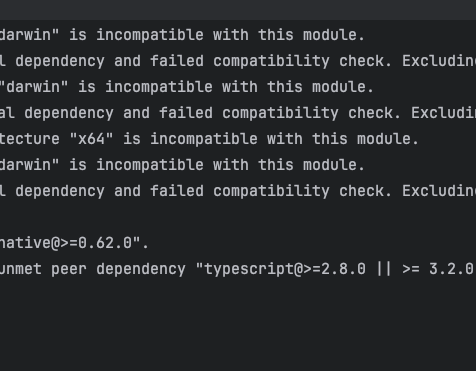 darwin" is incompatible with this module.
l dependency and failed compatibility check. Excluding
"darwin" is incompatible with this module.
al dependency and failed compatibility check. Excludin
tecture "x64" is incompatible with this module.
darwin" is incompatible with this module.
l dependency and failed compatibility check. Excluding
native@>=0.62.0".
unmet peer dependency "typescript@>=2.8.0 || >= 3.2.0